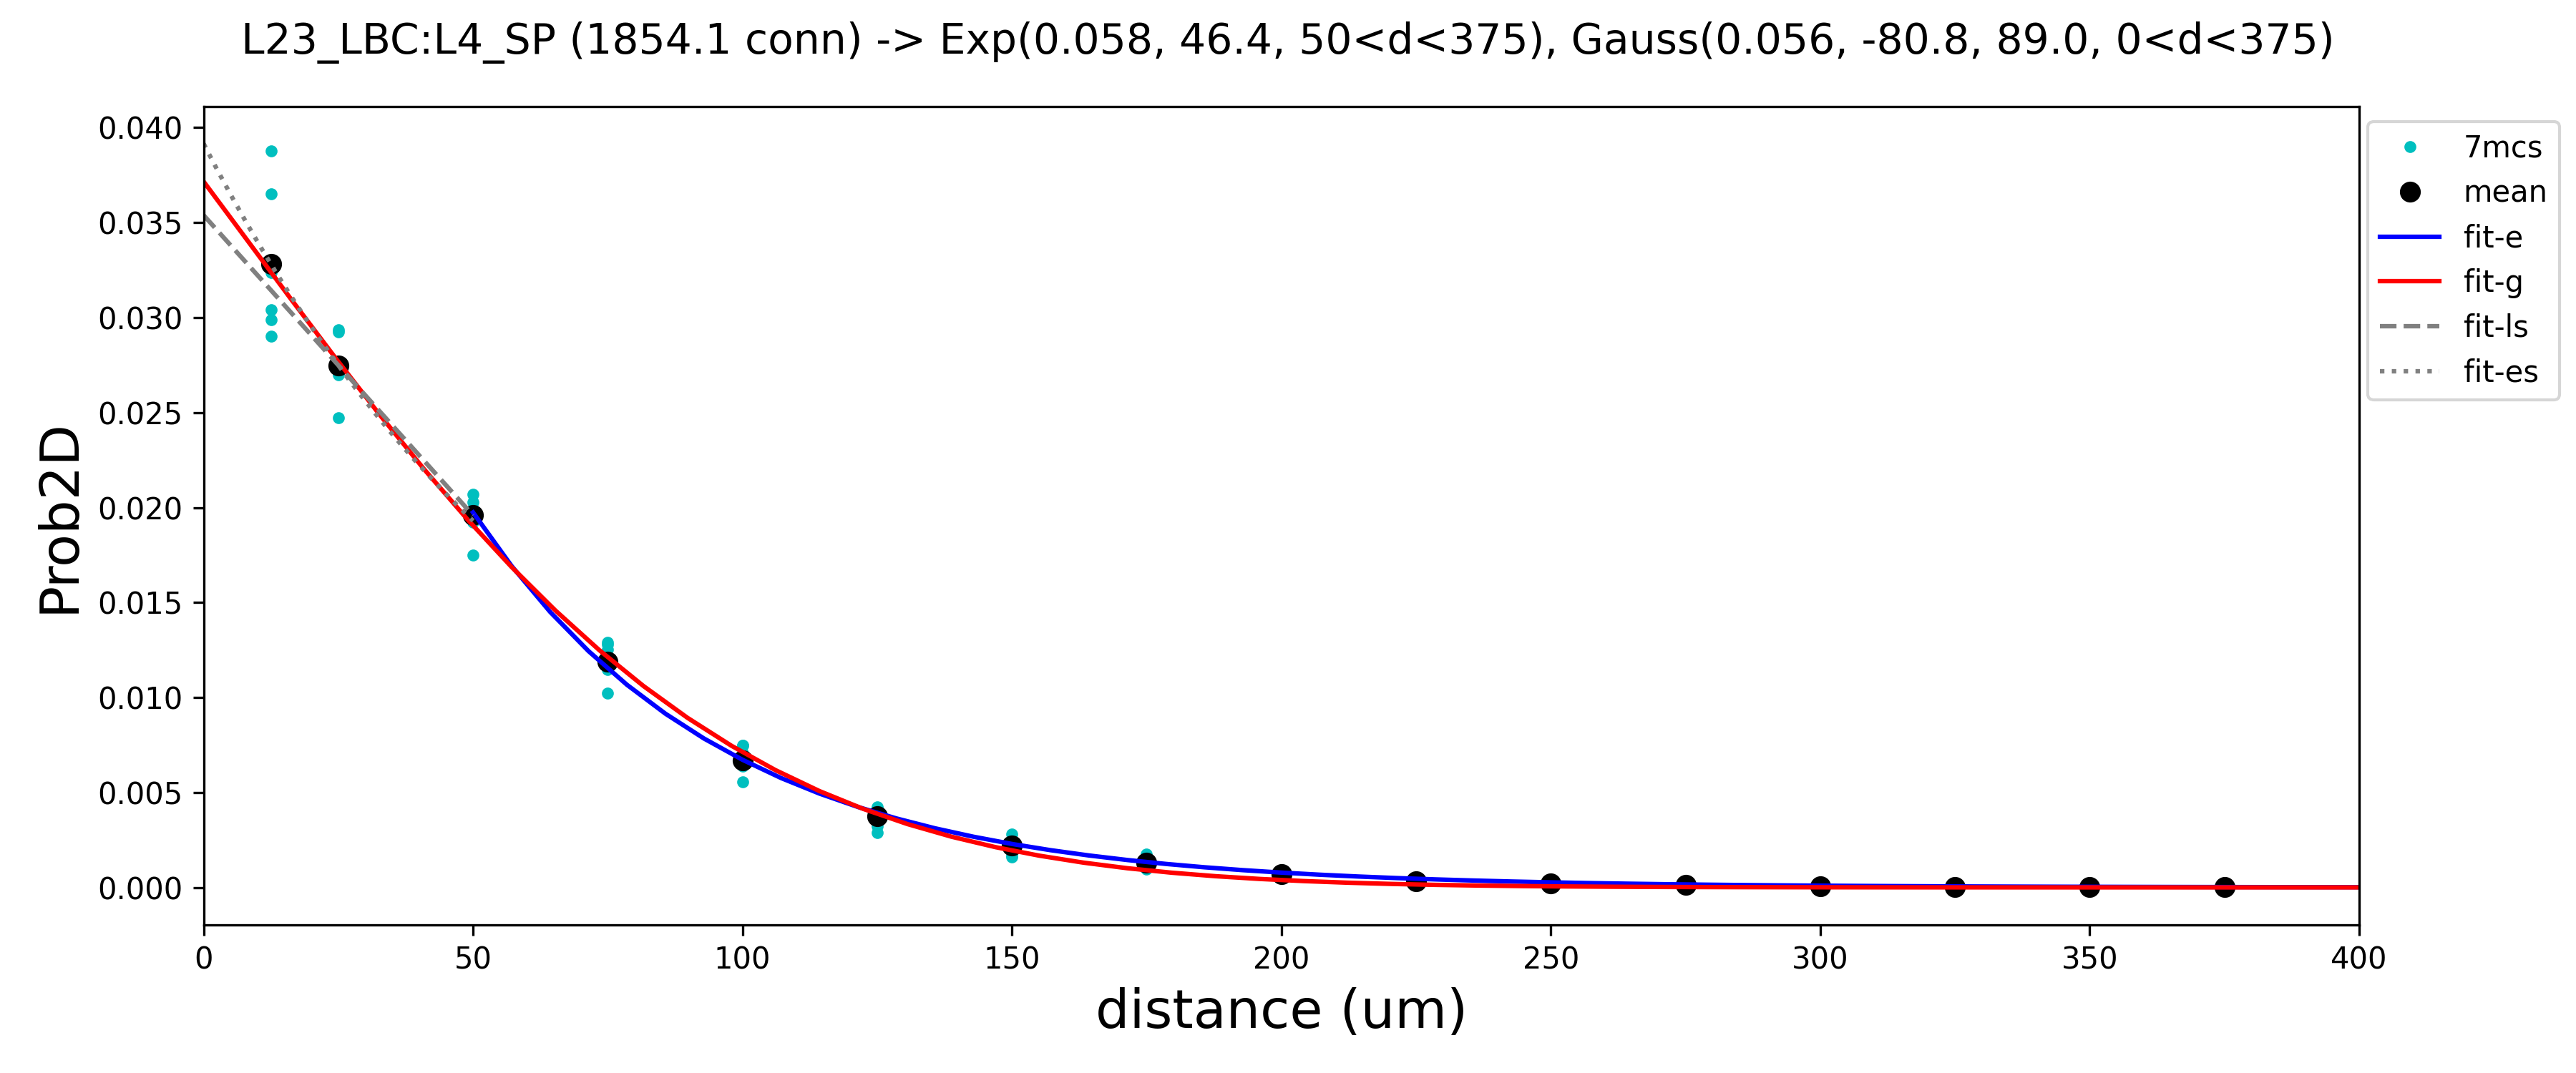 L23_LBC:L4_SP (1854.1 conn) -> Exp(0.058, 46.4, 50<d<375), Gauss(0.056, -80.8, 89.0, 0<d<375)
0.040
0.035
0.030
0.025
0.020
0.015
0.010
0.005
0.000
Prob2D
0 50 100 150 200 250 300 350 400
distance (um)
7mcs
mean
fit-e
fit-g
fit-ls
fit-es